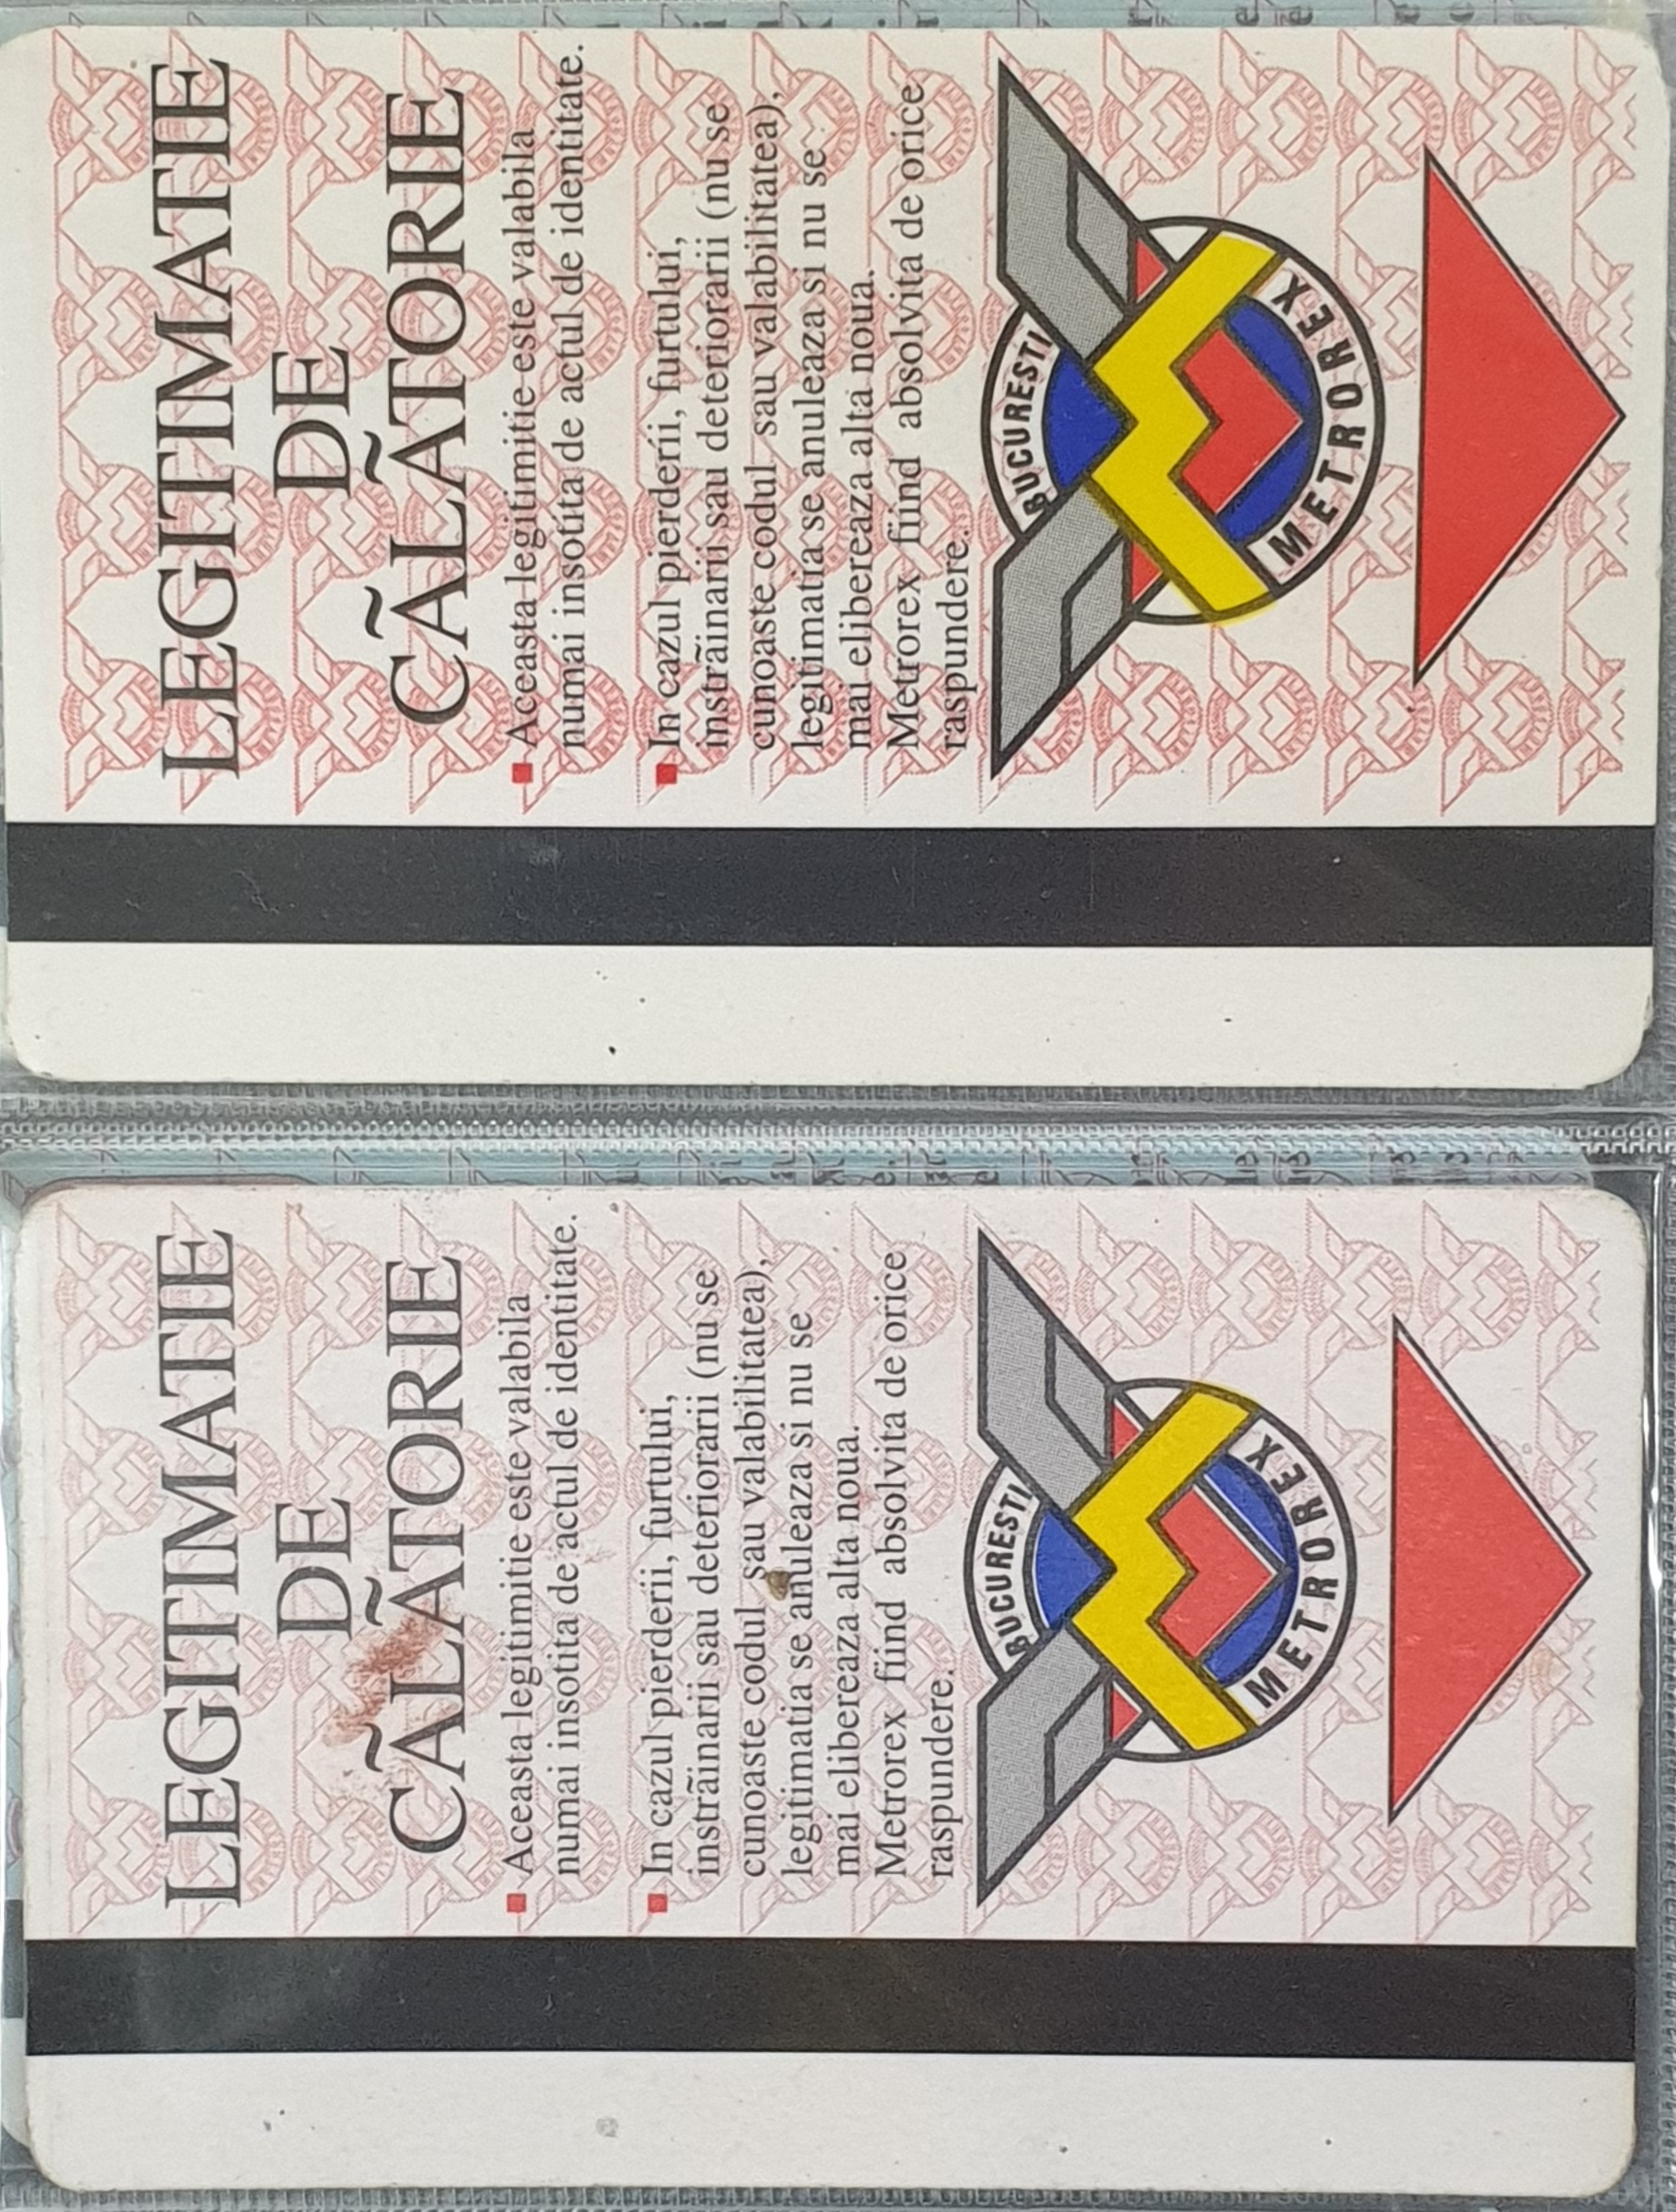 LEGITIMATIE
DE
CÃLÃTORIE
Aceasta legitimitie este valabila
numai insotita de actul de identitate.
In cazul pierderii, furtului,
instrãinarii sau deteriorarii (nu se
cunoaste codul sau valabilitatea),
legitimatia se anuleaza si nu se
mai elibereaza alta noua.
Metrorex fiind absolvita de orice
raspundere.
BUCURESTI
METROREX
LEGITIMATIE
DE
CÃLÃTORIE
Aceasta legitimitie este valabila
numai insotita de actul de identitate.
In cazul pierderii, furtului,
instrãinarii sau deteriorarii (nu se
cunoaste codul sau valabilitatea),
legitimatia se anuleaza si nu se
mai elibereaza alta noua.
Metrorex fiind absolvita de orice
raspundere.
BUCURESTI
METROREX